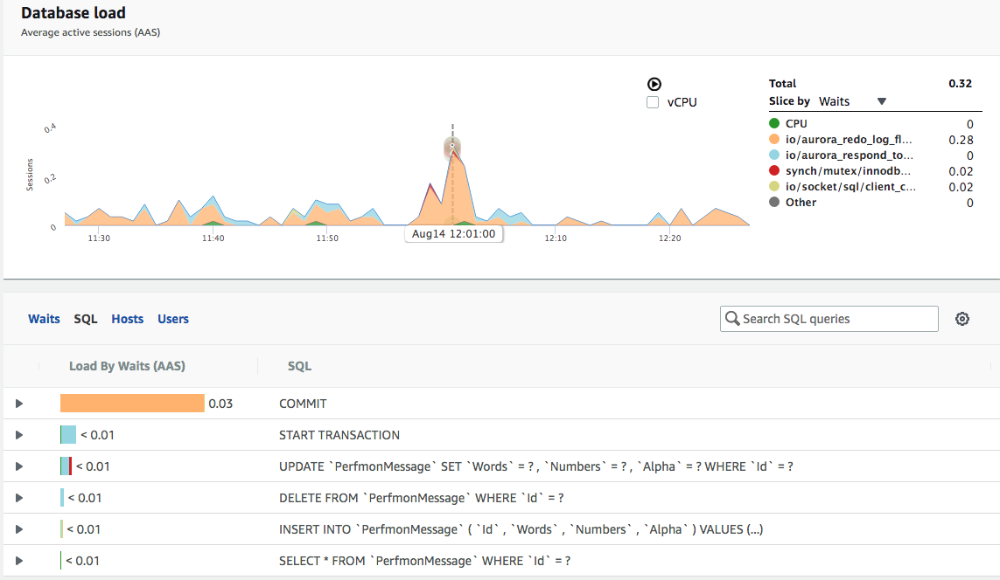 Database load
Average active sessions (AAS)
vCPU
Total 0.32
Slice by Waits
CPU 0
io/aurora_redo_log_fl... 0.28
io/aurora_respond_to... 0
synch/mutex/innodb... 0.02
io/socket/sql/client_c... 0.02
Other 0
Sessions
0.4
0.2
0
11:30 11:40 11:50 Aug14 12:01:00 12:10 12:20
Waits SQL Hosts Users Search SQL queries
Load By Waits (AAS) SQL
0.03 COMMIT
< 0.01 START TRANSACTION
< 0.01 UPDATE `PerfmonMessage` SET `Words` = ? , `Numbers` = ? , `Alpha` = ? WHERE `Id` = ?
< 0.01 DELETE FROM `PerfmonMessage` WHERE `Id` = ?
< 0.01 INSERT INTO `PerfmonMessage` ( `Id` , `Words` , `Numbers` , `Alpha` ) VALUES (...)
< 0.01 SELECT * FROM `PerfmonMessage` WHERE `Id` = ?